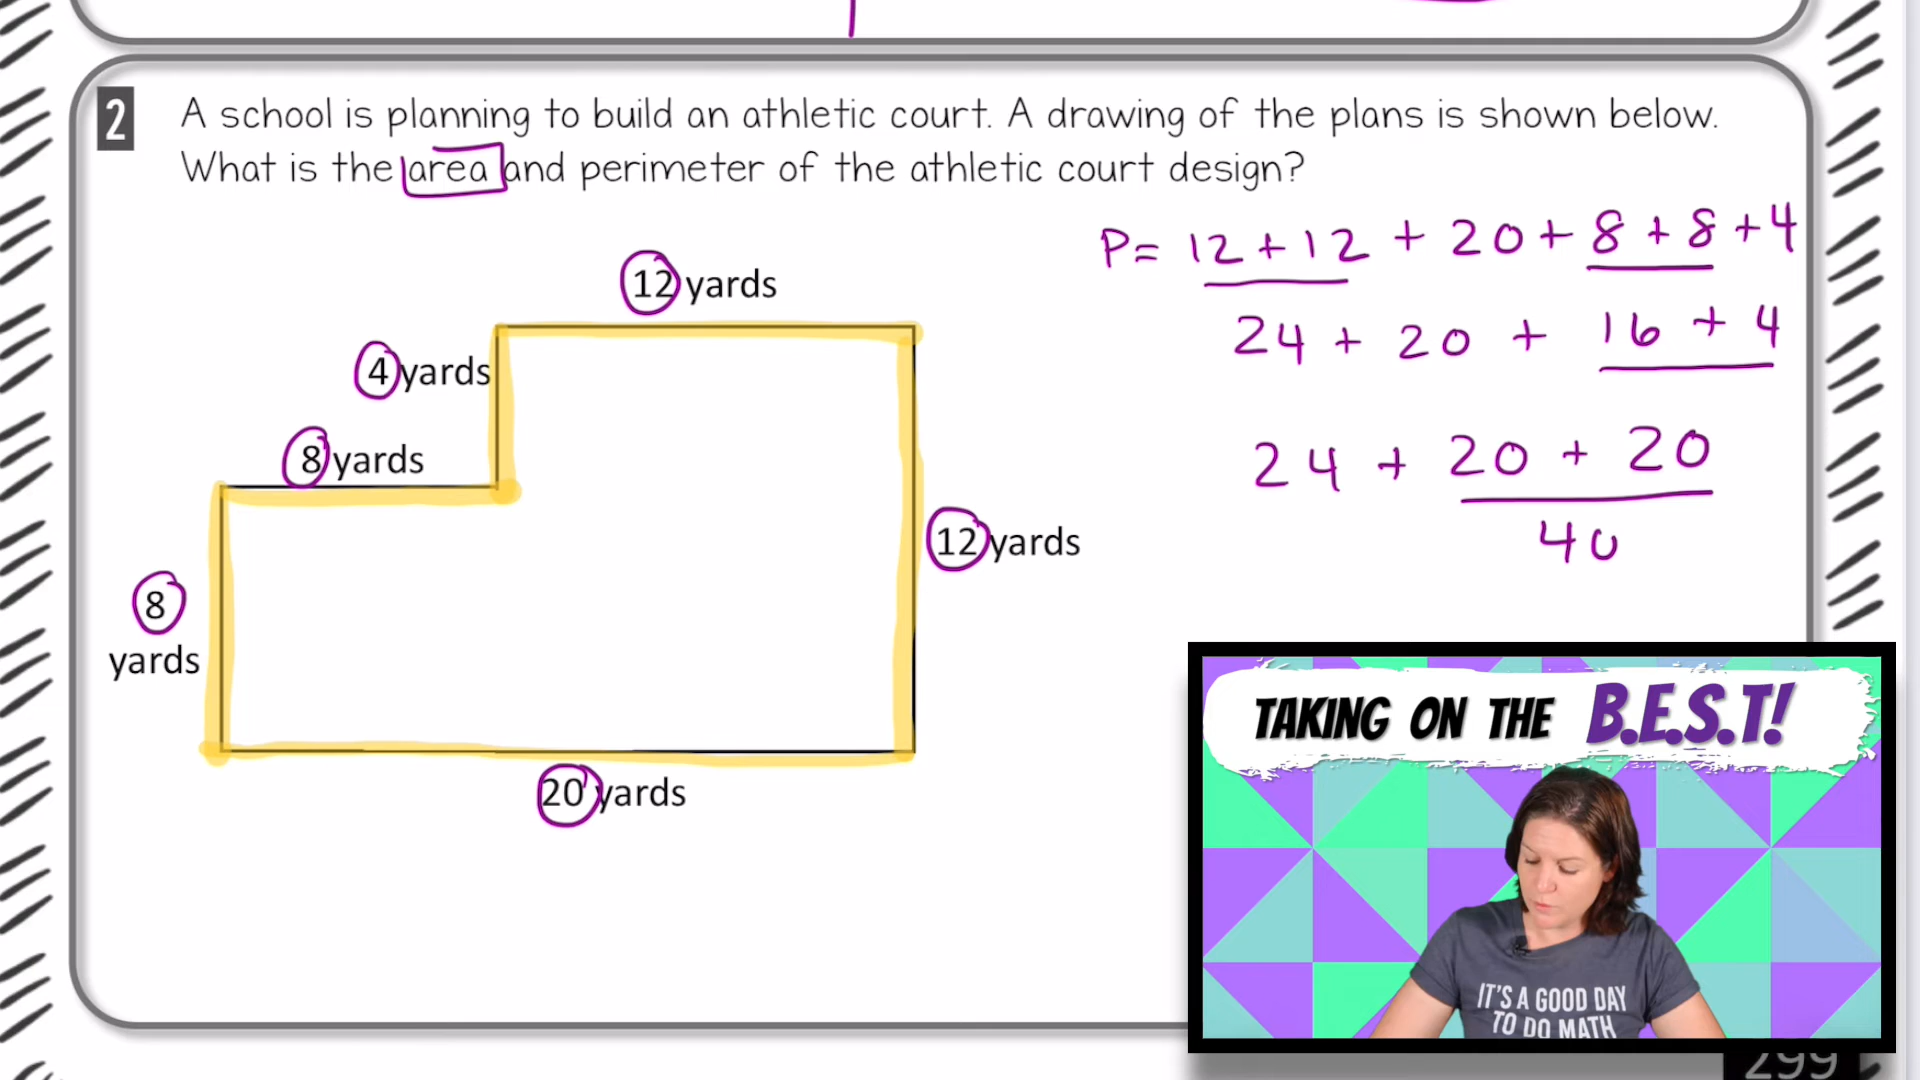 2
A school is planning to build an athletic court. A drawing of the plans is shown below.
What is the area and perimeter of the athletic court design?
P= 12+12 + 20+ 8+8 +4
24 + 20 + 16 + 4
24 + 20 + 20
40
12 yards
4 yards
8 yards
12 yards
8
yards
20 yards
TAKING ON THE B.E.S.T!
IT'S A GOOD DAY
TO DO MATH
299